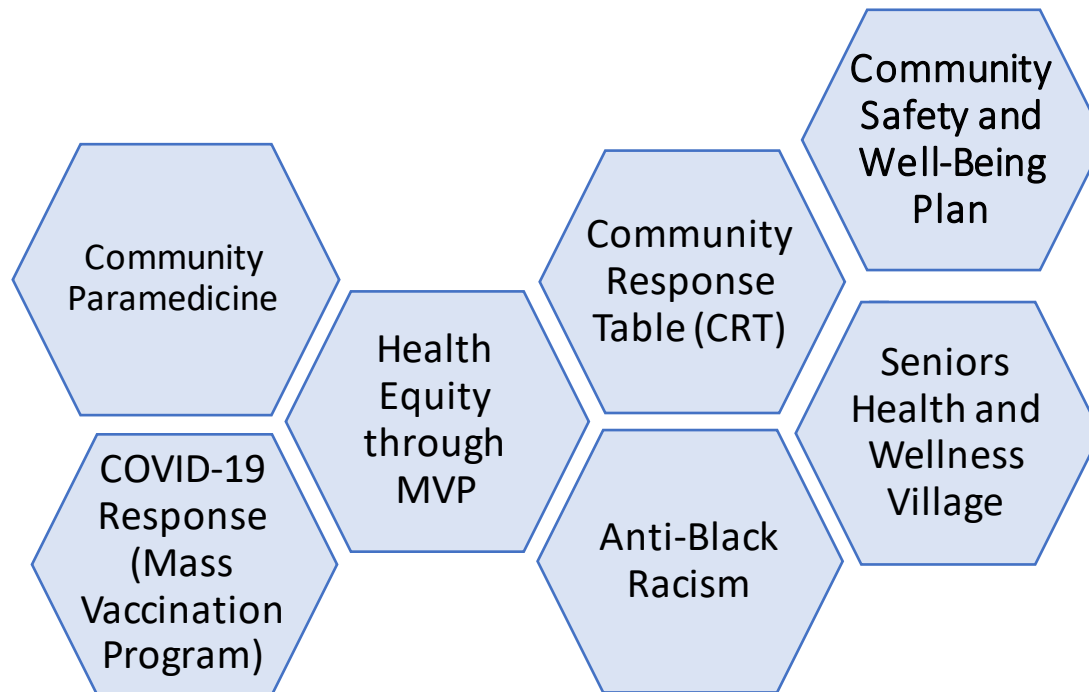 Community
Paramedicine
COVID-19
Response
(Mass
Vaccination
Program)
Health
Equity
through
MVP
Community
Response
Table (CRT)
Anti-Black
Racism
Community
Safety and
Well-Being
Plan
Seniors
Health and
Wellness
Village